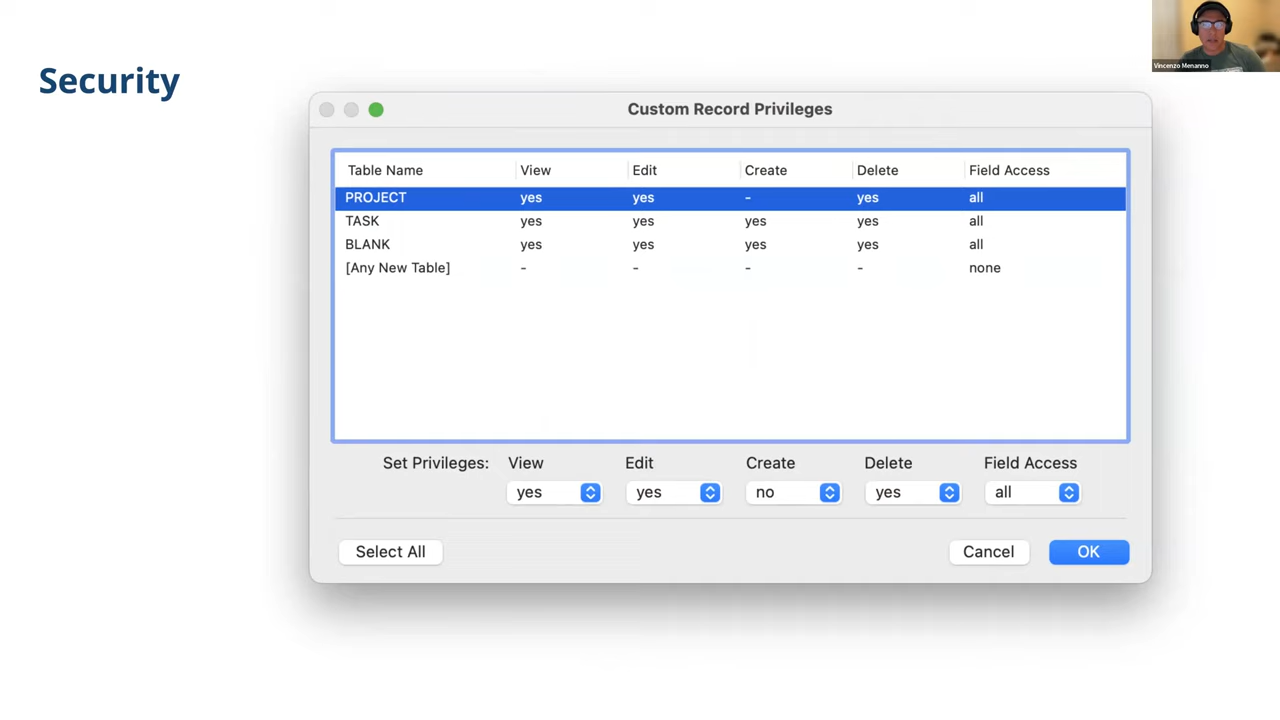 Security
Vincenzo Menanno
Custom Record Privileges
Table Name View Edit Create Delete Field Access
PROJECT yes yes - yes all
TASK yes yes yes yes all
BLANK yes yes yes yes all
[Any New Table] - - - - none
Set Privileges: View Edit Create Delete Field Access
yes yes no yes all
Select All Cancel OK